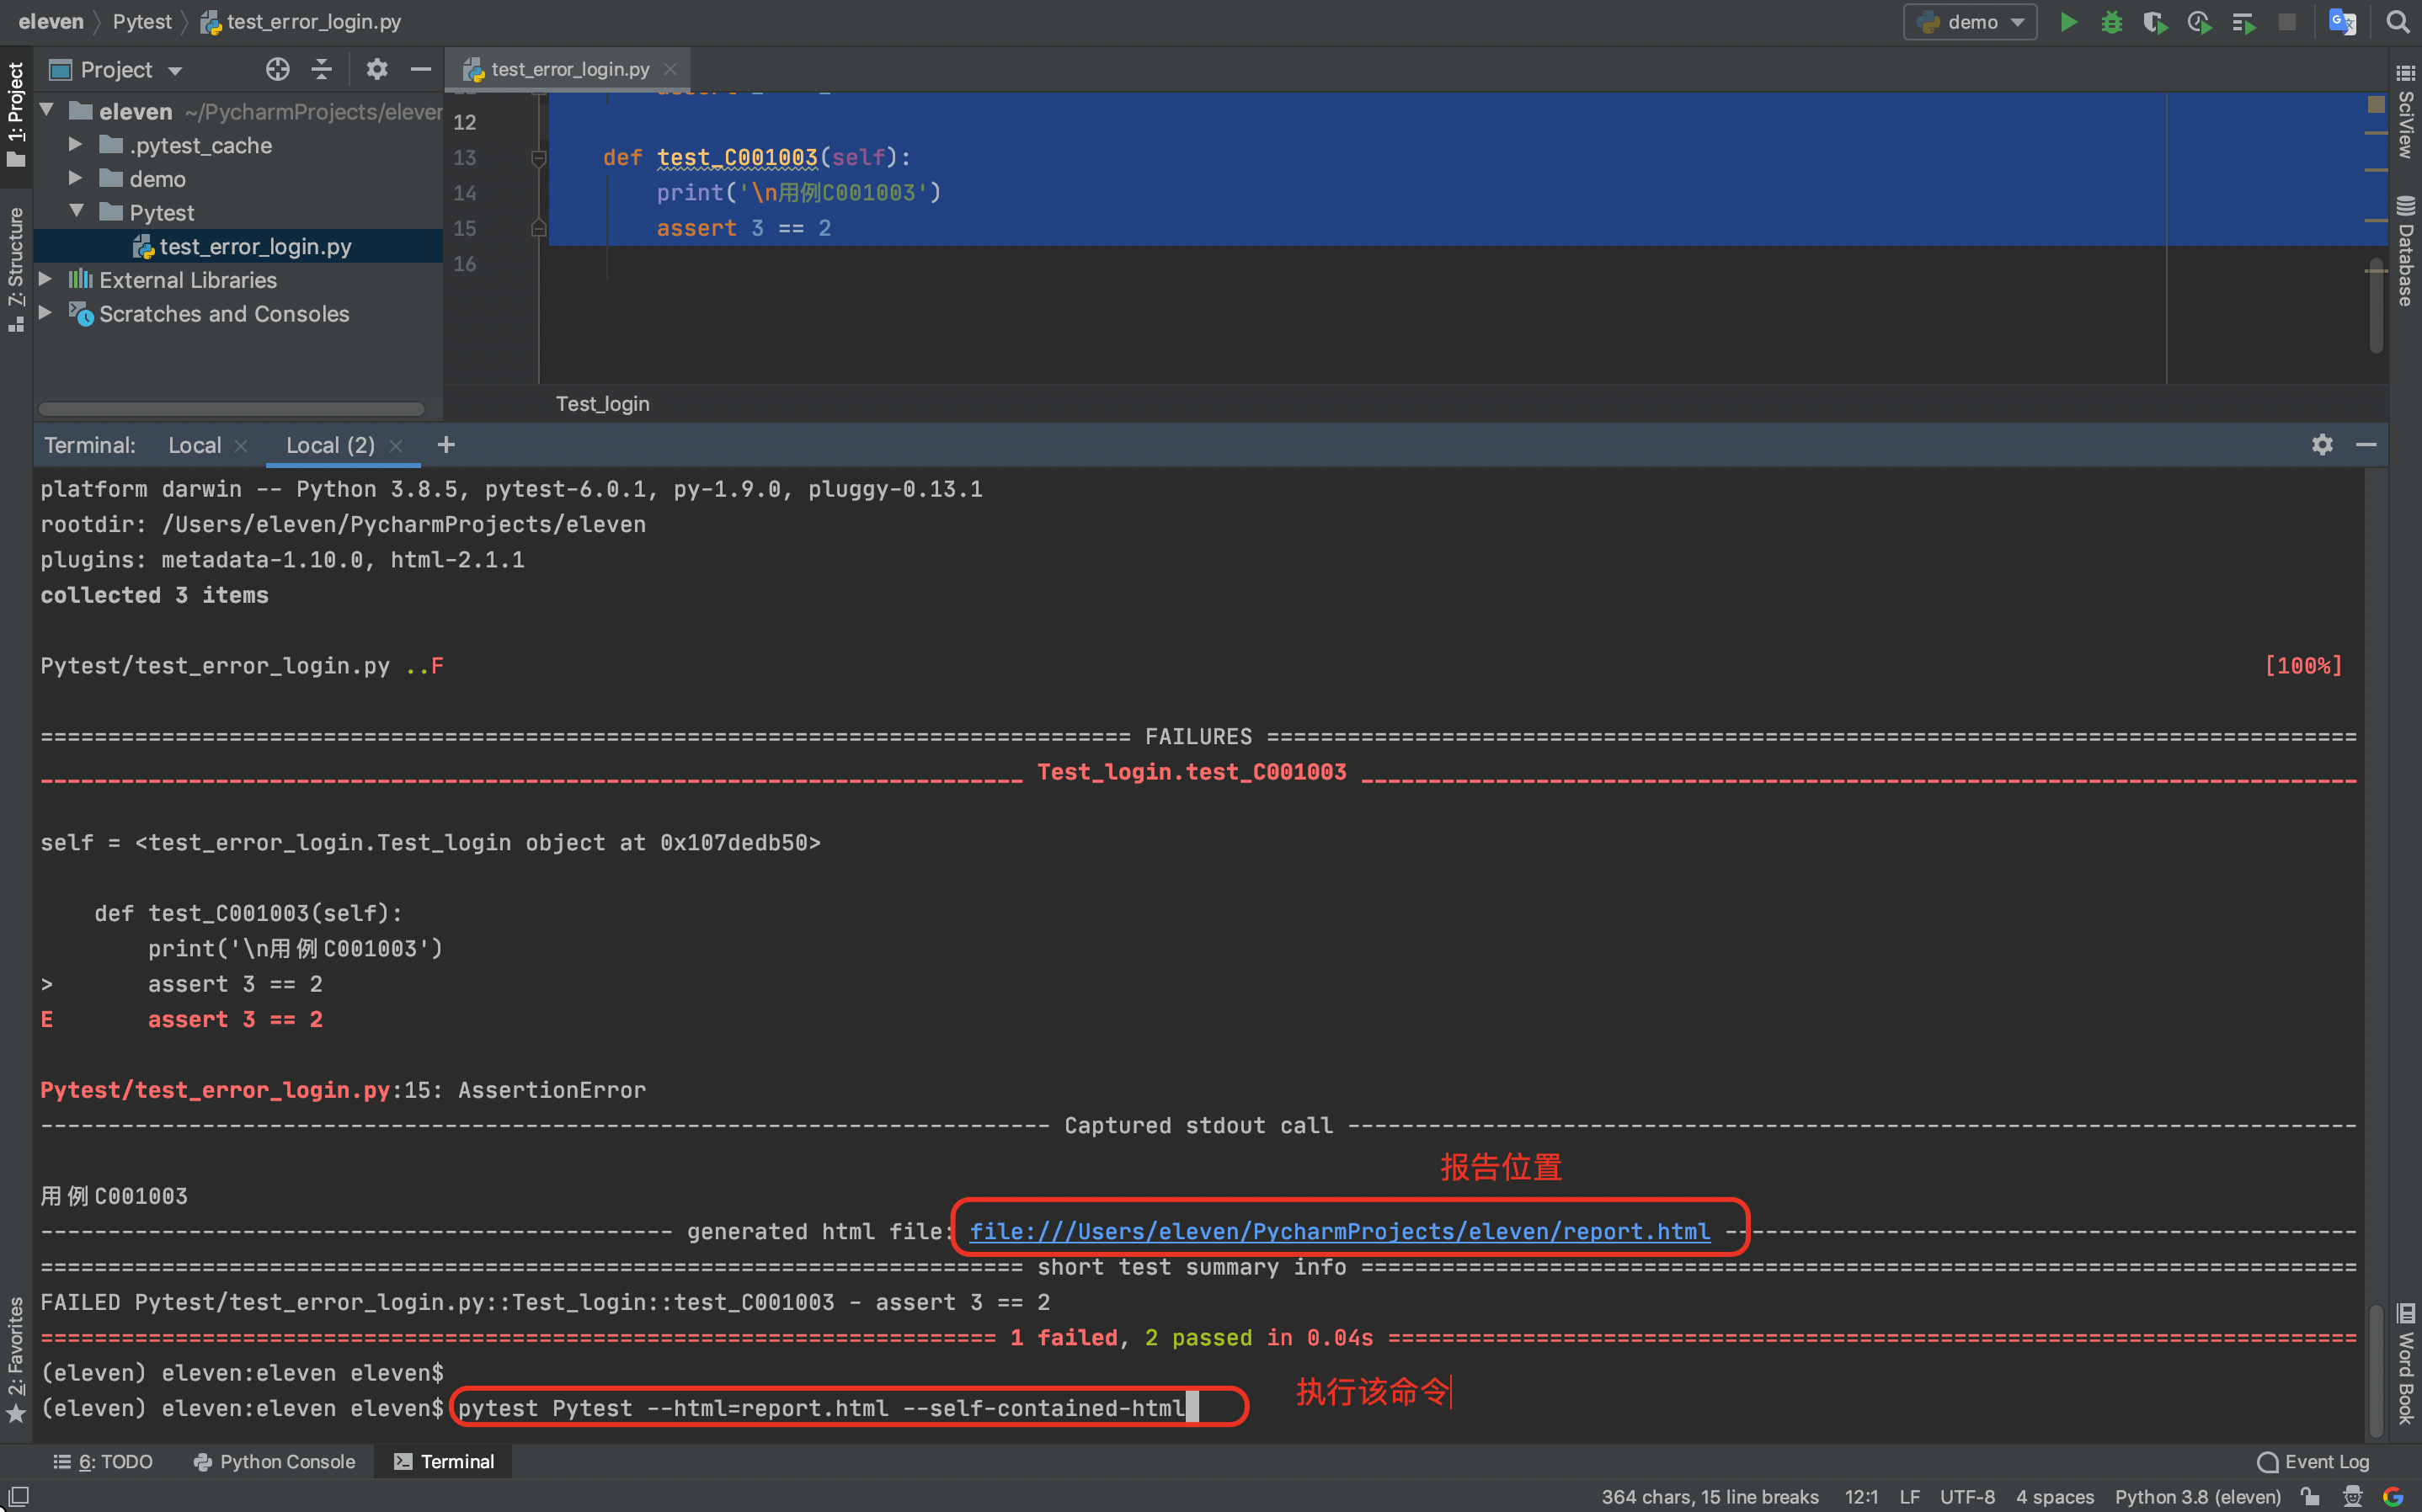 eleven Pytest test_error_login.py demo
Project
test_error_login.py
1: Project
eleven ~/PycharmProjects/eleven
.pytest_cache
demo
Pytest
test_error_login.py
External Libraries
Scratches and Consoles
7: Structure
12
13 def test_C001003(self):
14 print('\n用例C001003')
15 assert 3 == 2
16
Test_login
SciView
Database
Terminal: Local Local (2) +
platform darwin -- Python 3.8.5, pytest-6.0.1, py-1.9.0, pluggy-0.13.1
rootdir: /Users/eleven/PycharmProjects/eleven
plugins: metadata-1.10.0, html-2.1.1
collected 3 items
Pytest/test_error_login.py ..F [100%]
FAILURES
Test_login.test_C001003
self = <test_error_login.Test_login object at 0x107dedb50>
def test_C001003(self):
print('\n用例C001003')
> assert 3 == 2
E assert 3 == 2
Pytest/test_error_login.py:15: AssertionError
Captured stdout call
报告位置
用例C001003
generated html file: file:///Users/eleven/PycharmProjects/eleven/report.html
short test summary info
FAILED Pytest/test_error_login.py::Test_login::test_C001003 - assert 3 == 2
1 failed, 2 passed in 0.04s
(eleven) eleven:eleven eleven$
(eleven) eleven:eleven eleven$ pytest Pytest --html=report.html --self-contained-html
执行该命令
2: Favorites
Word Book
6: TODO Python Console Terminal Event Log
364 chars, 15 line breaks 12:1 LF UTF-8 4 spaces Python 3.8 (eleven)